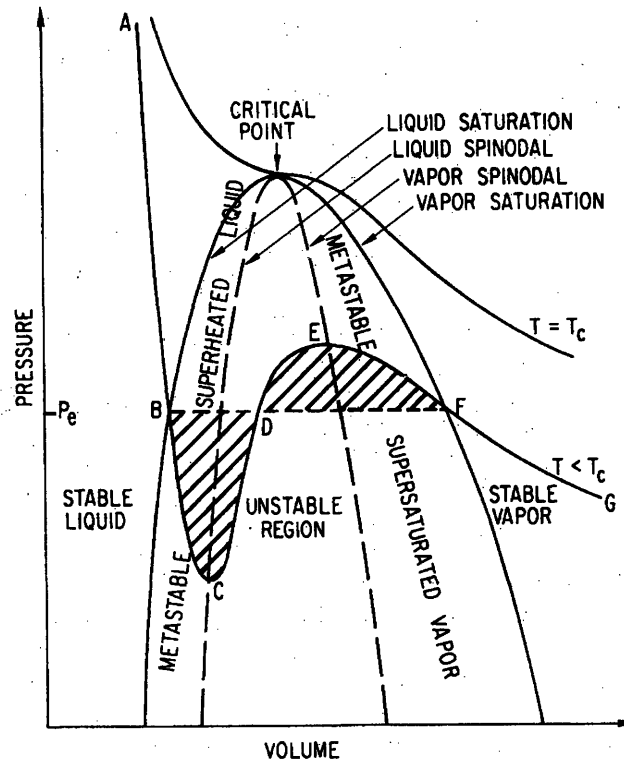 A
CRITICAL
POINT
LIQUID SATURATION
LIQUID SPINODAL
VAPOR SPINODAL
VAPOR SATURATION
SUPERHEATED LIQUID
METASTABLE
T = Tc
E
PRESSURE
Pe
B
D
F
T < Tc
G
STABLE
LIQUID
UNSTABLE
REGION
STABLE
VAPOR
SUPERSATURATED VAPOR
METASTABLE
C
VOLUME